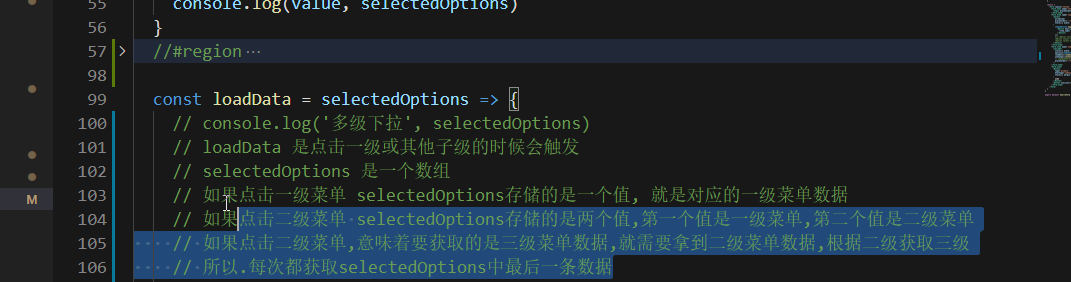 55 console.log(value, selectedOptions)
56 }
57 //#region…
98
99 const loadData = selectedOptions => {
100 // console.log('多级下拉', selectedOptions)
101 // loadData 是点击一级或其他子级的时候会触发
102 // selectedOptions 是一个数组
103 // 如果点击一级菜单 selectedOptions存储的是一个值, 就是对应的一级菜单数据
104 // 如果点击二级菜单 selectedOptions存储的是两个值,第一个值是一级菜单,第二个值是二级菜单
105 // 如果点击二级菜单,意味着要获取的是三级菜单数据,就需要拿到二级菜单数据,根据二级获取三级
M
106 // 所以.每次都获取selectedOptions中最后一条数据